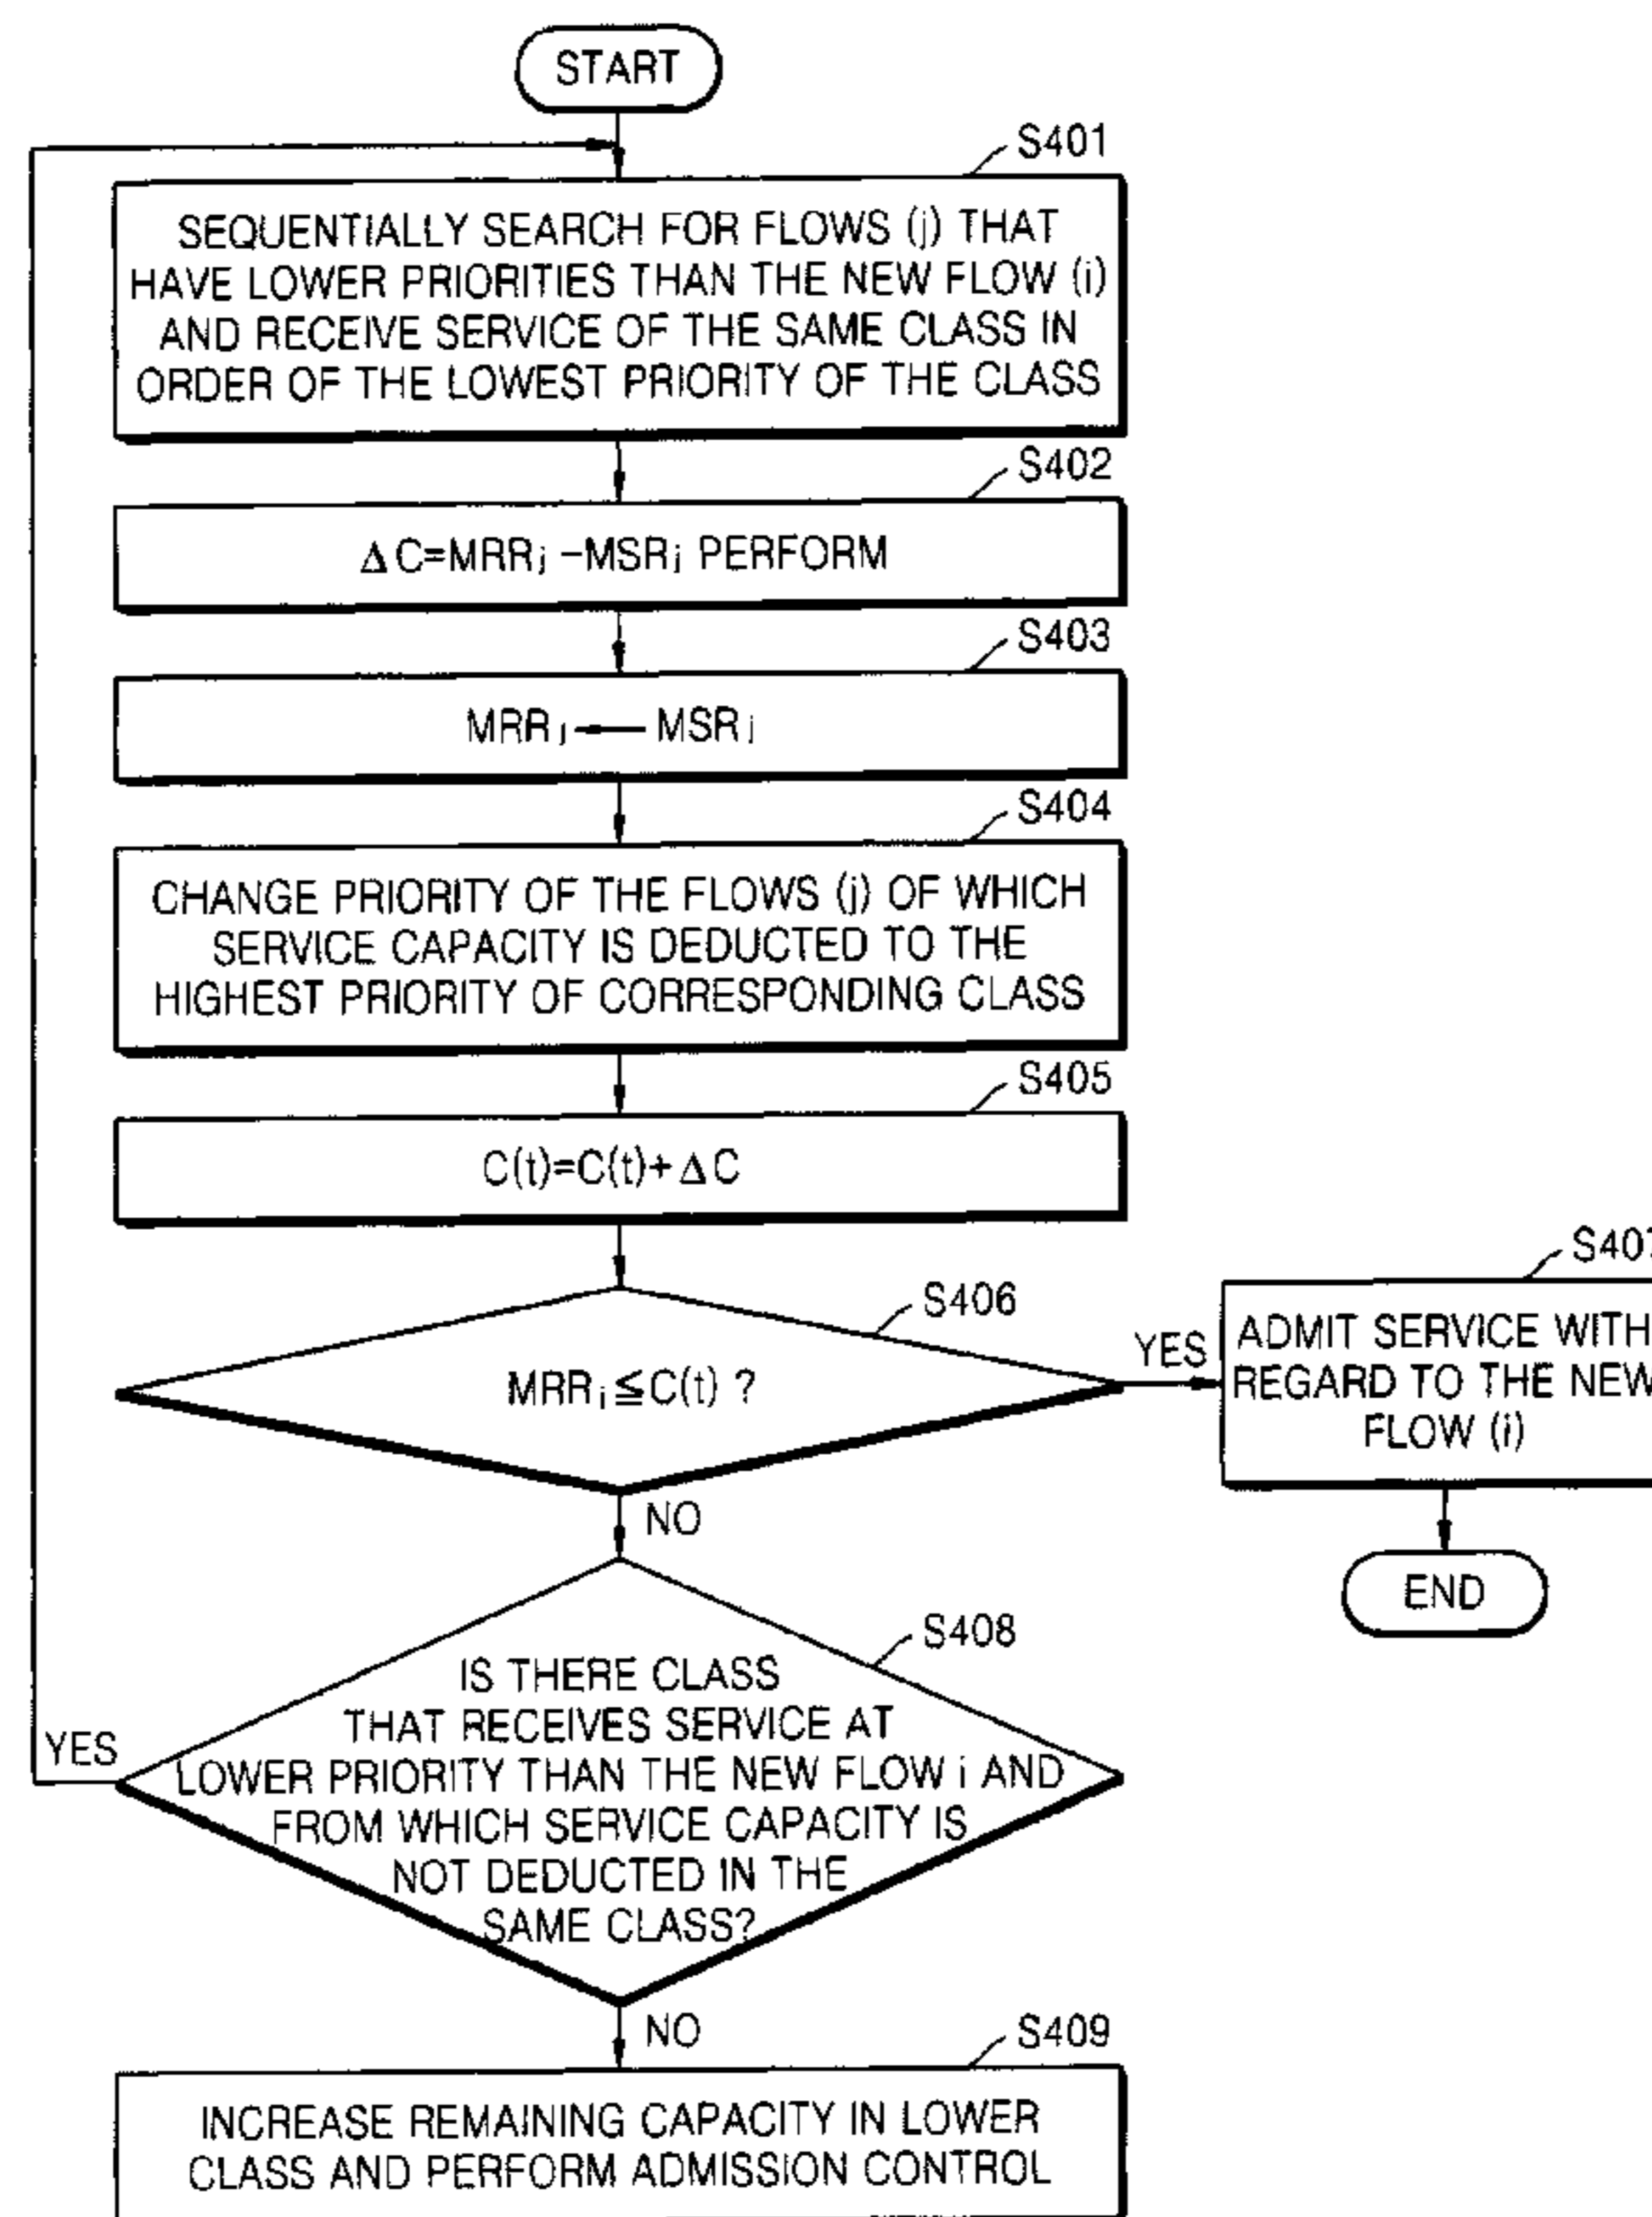 START
S401
SEQUENTIALLY SEARCH FOR FLOWS (j) THAT
HAVE LOWER PRIORITIES THAN THE NEW FLOW (i)
AND RECEIVE SERVICE OF THE SAME CLASS IN
ORDER OF THE LOWEST PRIORITY OF THE CLASS
S402
ΔC=MRRj -MSRj PERFORM
S403
MRRj ← MSRj
S404
CHANGE PRIORITY OF THE FLOWS (j) OF WHICH
SERVICE CAPACITY IS DEDUCTED TO THE
HIGHEST PRIORITY OF CORRESPONDING CLASS
S405
C(t)=C(t)+ΔC
S406
MRRi≦C(t) ?
YES
S407
ADMIT SERVICE WITH
REGARD TO THE NEW
FLOW (i)
END
NO
S408
IS THERE CLASS
THAT RECEIVES SERVICE AT
LOWER PRIORITY THAN THE NEW FLOW i AND
FROM WHICH SERVICE CAPACITY IS
NOT DEDUCTED IN THE
SAME CLASS?
YES
NO
S409
INCREASE REMAINING CAPACITY IN LOWER
CLASS AND PERFORM ADMISSION CONTROL